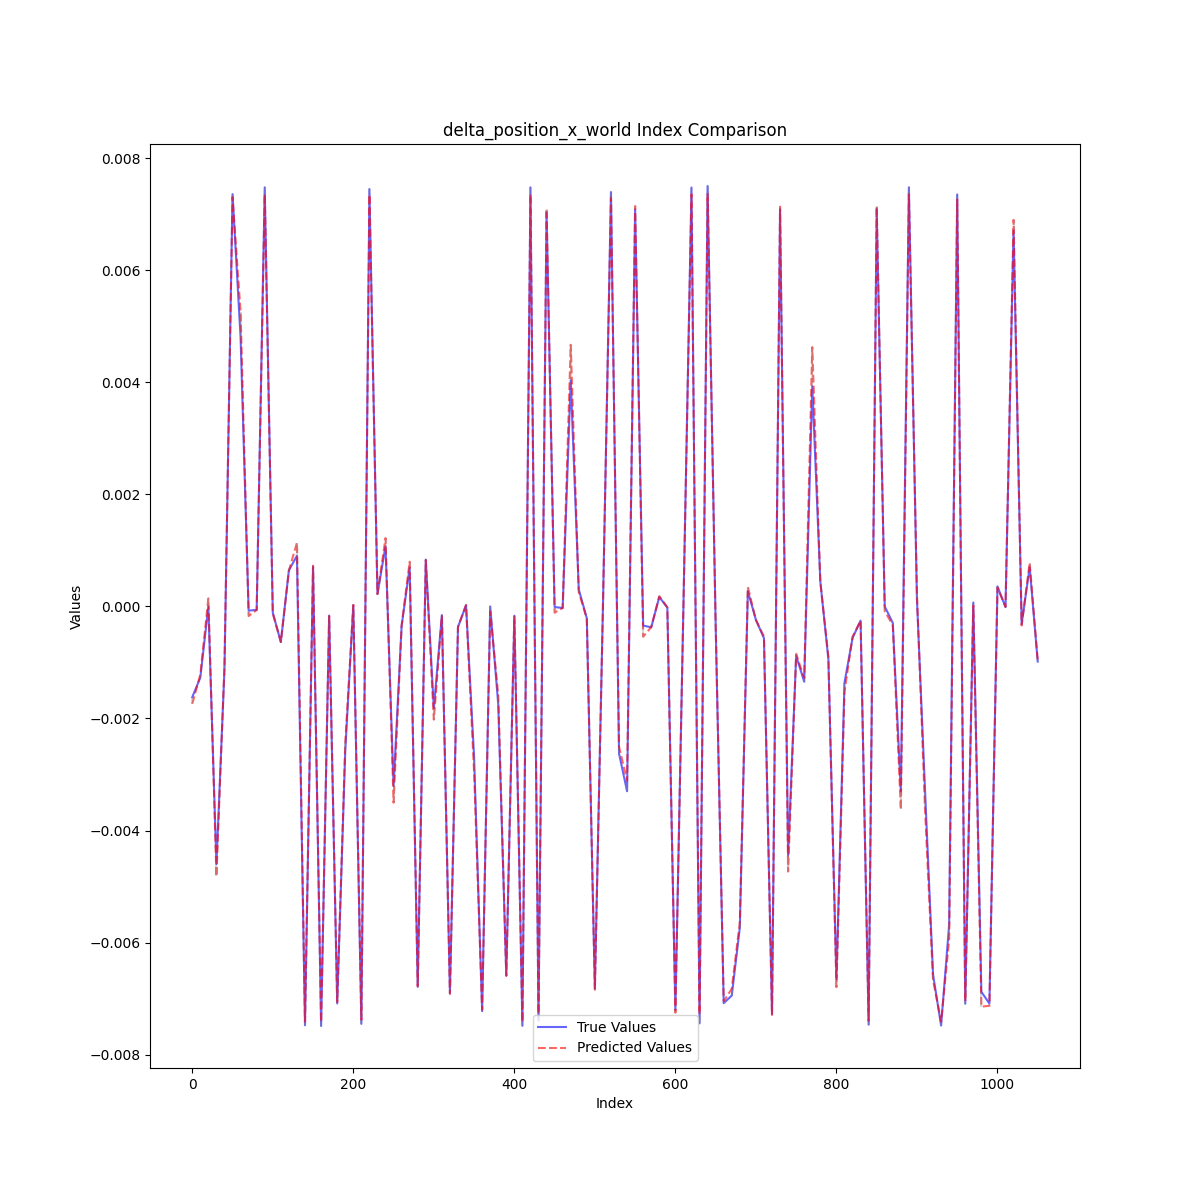 delta_position_x_world Index Comparison
0.008
0.006
0.004
0.002
0.000
−0.002
−0.004
−0.006
−0.008
Values
True Values
Predicted Values
0 200 400 600 800 1000
Index